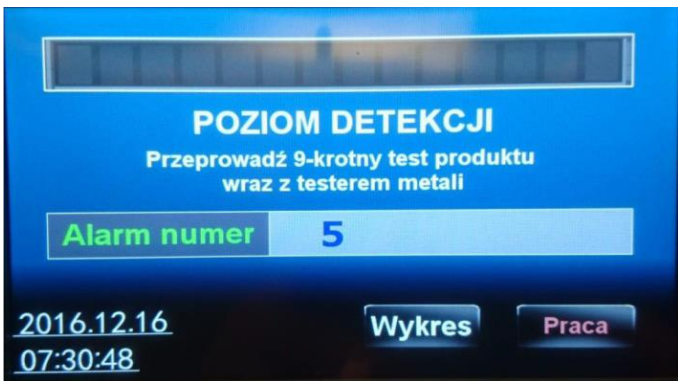 POZIOM DETEKCJI
Przeprowadź 9-krotny test produktu
wraz z testerem metali
Alarm numer 5
2016.12.16
07:30:48
Wykres
Praca